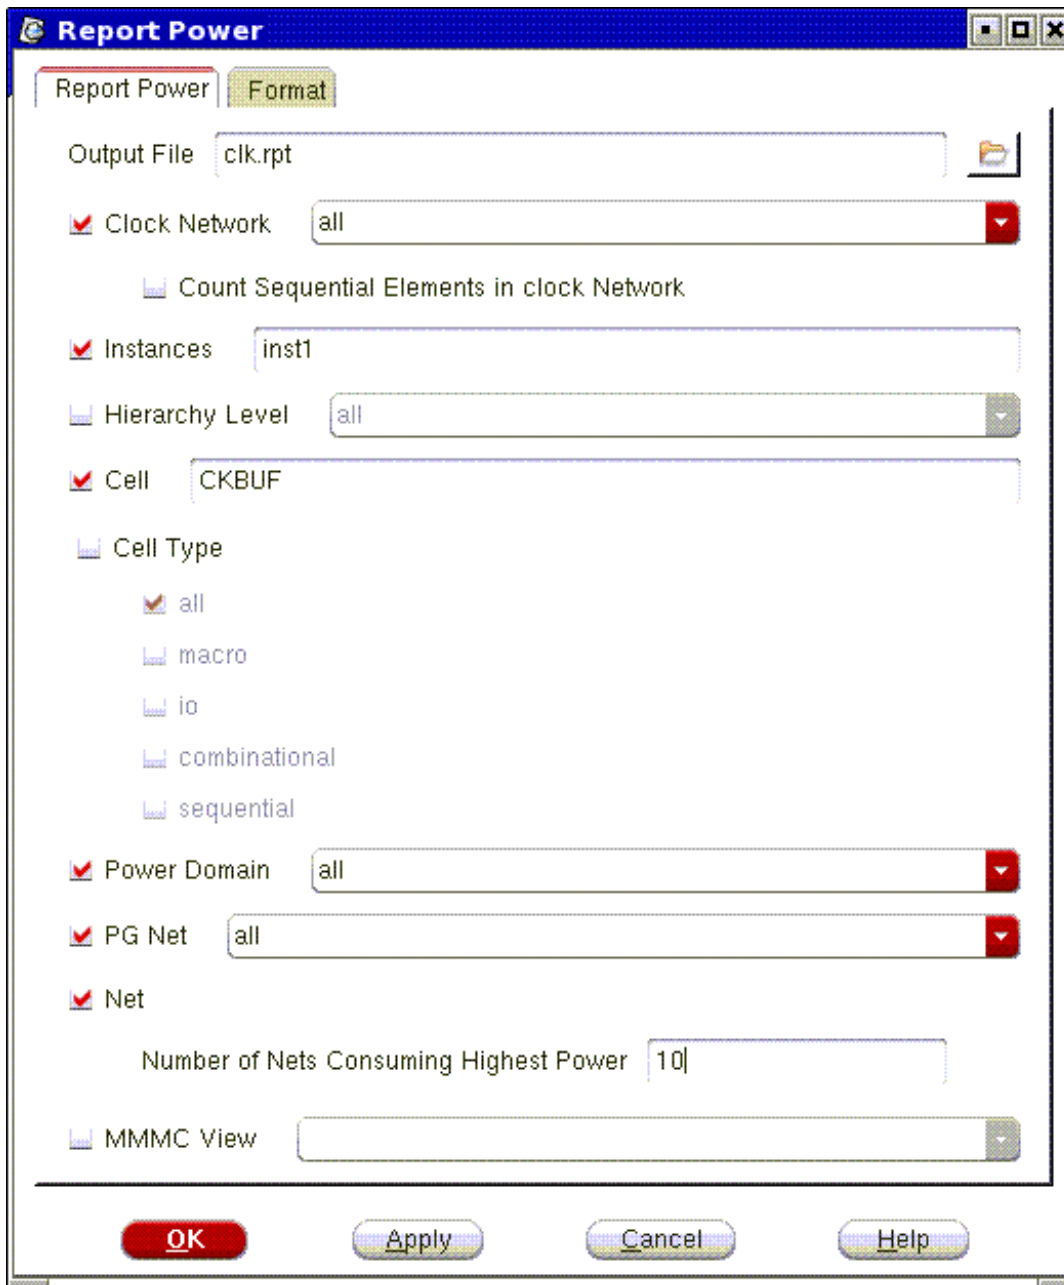 Report Power
Report Power Format
Output File clk.rpt
Clock Network all
Count Sequential Elements in clock Network
Instances inst1
Hierarchy Level all
Cell CKBUF
Cell Type
all
macro
io
combinational
sequential
Power Domain all
PG Net all
Net
Number of Nets Consuming Highest Power 10
MMMC View
OK Apply Cancel Help